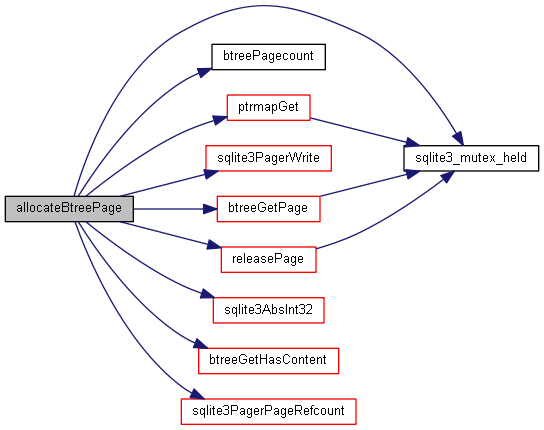 btreePagecount
ptrmapGet
sqlite3PagerWrite
sqlite3_mutex_held
allocateBtreePage
btreeGetPage
releasePage
sqlite3AbsInt32
btreeGetHasContent
sqlite3PagerPageRefcount